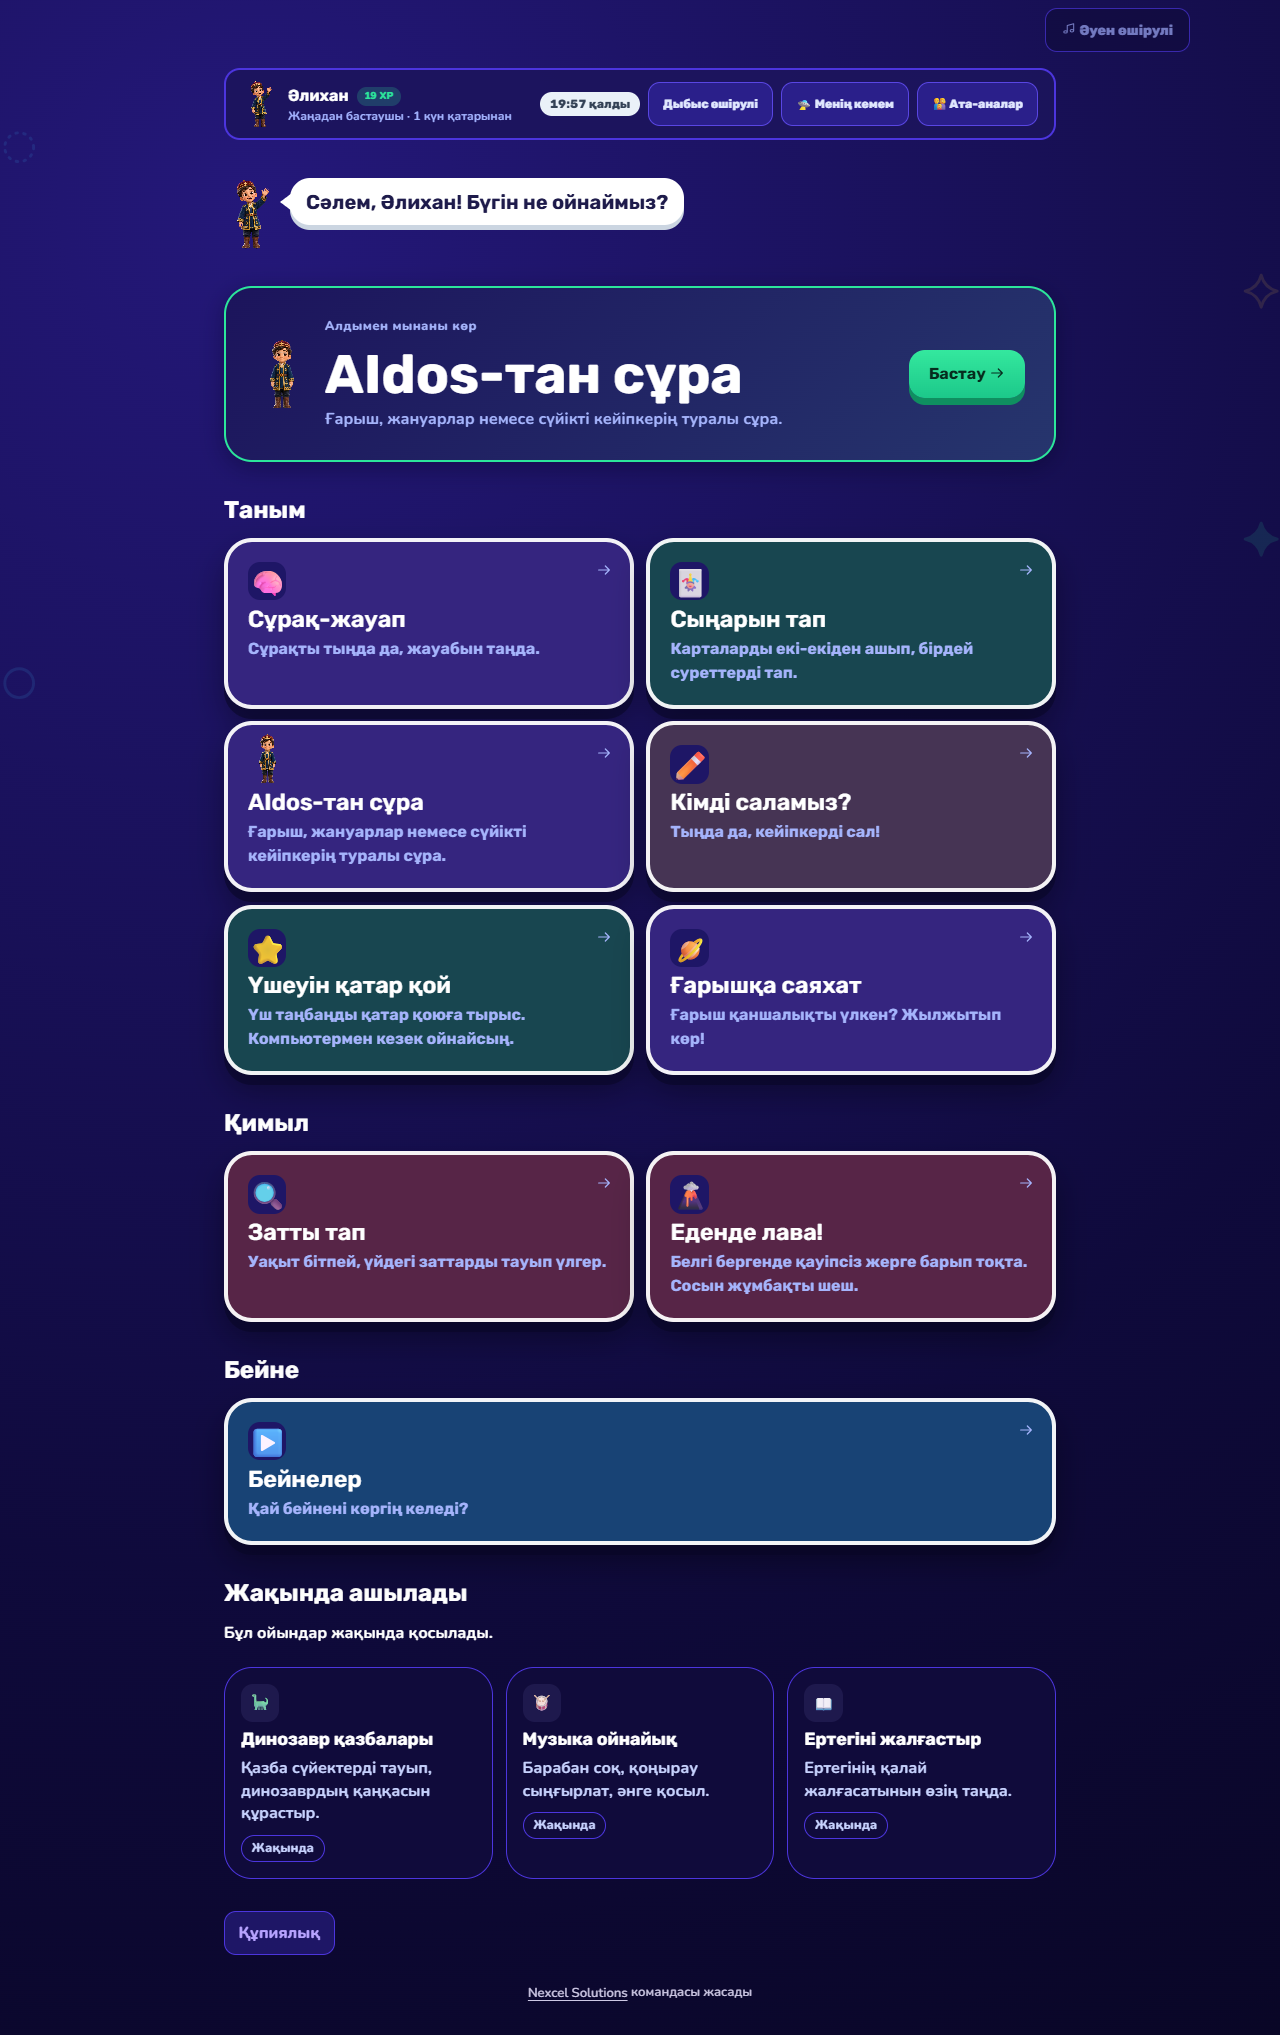 Әуен өшірулі
Әлихан 19 XP
Жаңадан бастаушы · 1 күн қатарынан
19:57 қалды
Дыбыс өшірулі
Менің кемем
Ата-аналар
Сәлем, Әлихан! Бүгін не ойнаймыз?
Алдымен мынаны көр
Aldos-тан сұра
Ғарыш, жануарлар немесе сүйікті кейіпкерің туралы сұра.
Бастау →
Таным
Сұрақ-жауап
Сұрақты тыңда да, жауабын таңда.
Сыңарын тап
Карталарды екі-екіден ашып, бірдей
суреттерді тап.
Aldos-тан сұра
Ғарыш, жануарлар немесе сүйікті
кейіпкерің туралы сұра.
Кімді саламыз?
Тыңда да, кейіпкерді сал!
Үшеуін қатар қой
Үш таңбаңды қатар қоюға тырыс.
Компьютермен кезек ойнайсың.
Ғарышқа саяхат
Ғарыш қаншалықты үлкен? Жылжытып
көр!
Қимыл
Затты тап
Уақыт бітпей, үйдегі заттарды тауып үлгер.
Еденде лава!
Белгі бергенде қауіпсіз жерге барып тоқта.
Сосын жұмбақты шеш.
Бейне
Бейнелер
Қай бейнені көргің келеді?
Жақында ашылады
Бұл ойындар жақында қосылады.
Динозавр қазбалары
Қазба сүйектерді тауып,
динозаврдың қаңқасын
құрастыр.
Жақында
Музыка ойнайық
Барабан соқ, қоңырау
сыңғырлат, әнге қосыл.
Жақында
Ертегіні жалғастыр
Ертегінің қалай
жалғасатынын өзің таңда.
Жақында
Құпиялық
Nexcel Solutions командасы жасады